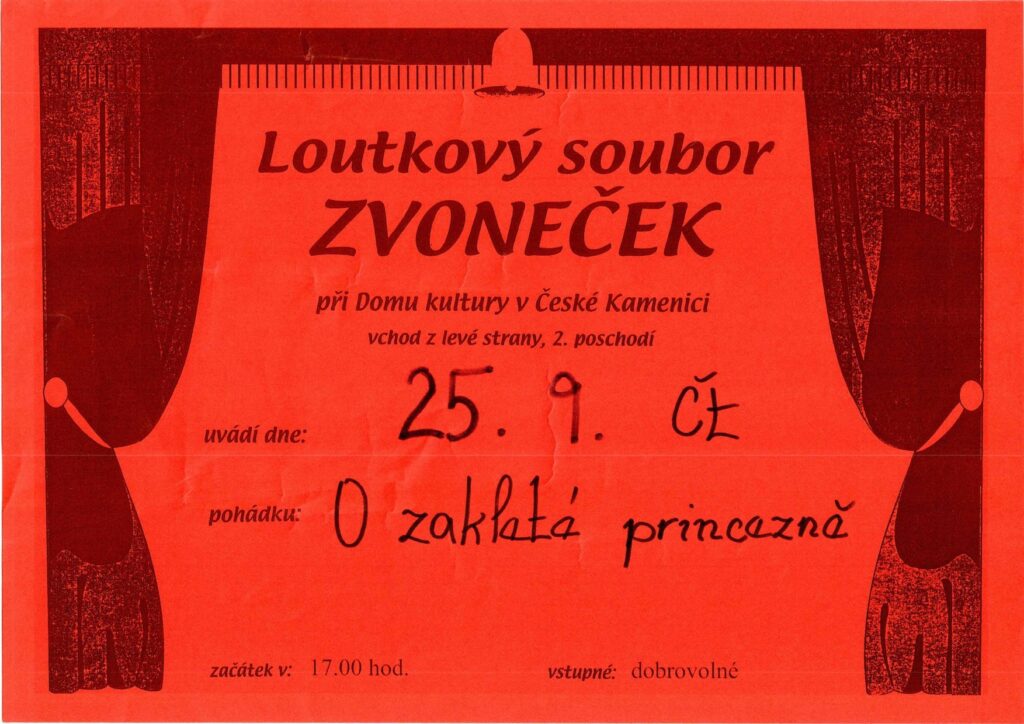 Loutkový soubor
ZVONEČEK
při Domu kultury v České Kamenici
vchod z levé strany, 2. poschodí
uvádí dne: 25. 9. Čt
pohádku: O zakleté princezně
začátek v: 17.00 hod. vstupné: dobrovolné